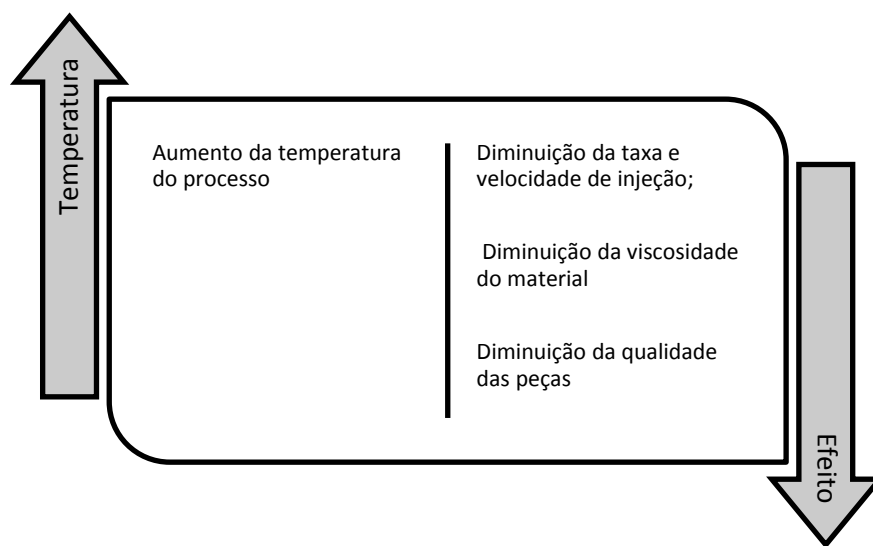 Temperatura
Aumento da temperatura
do processo
Diminuição da taxa e
velocidade de injeção;
Diminuição da viscosidade
do material
Diminuição da qualidade
das peças
Efeito